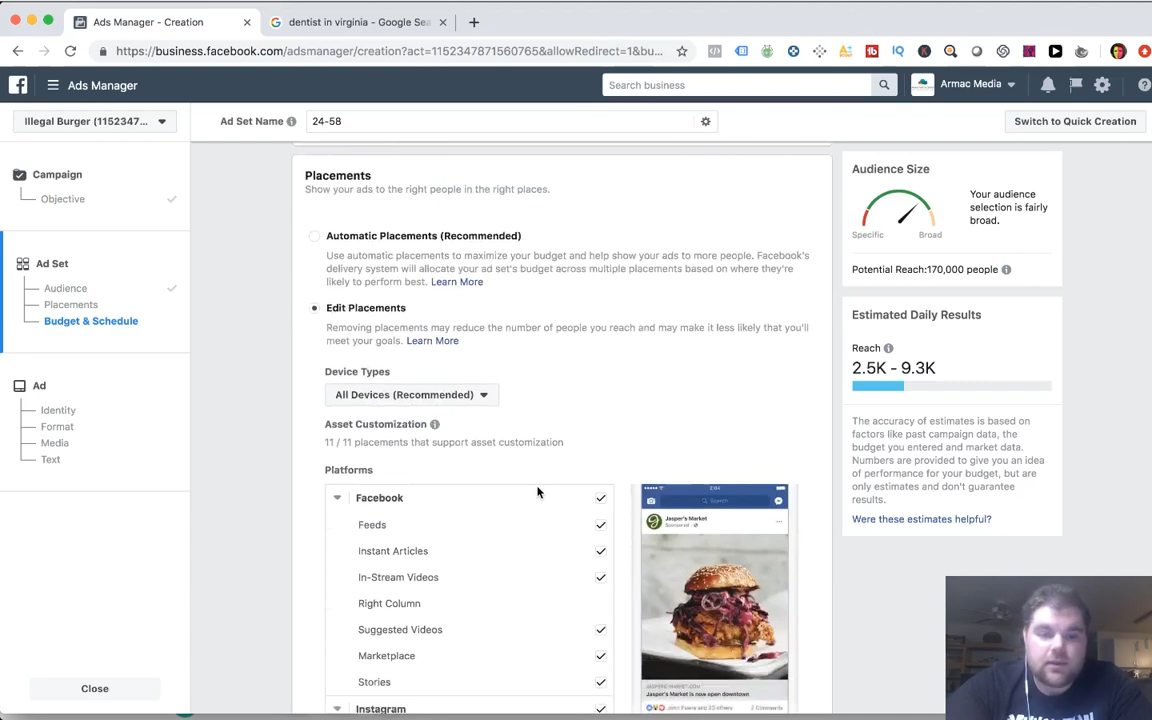 Ads Manager - Creation
dentist in virginia - Google Sea
https://business.facebook.com/adsmanager/creation?act=1152347871560765&allowRedirect=1&bu...
Ads Manager
Search business
Armac Media
Illegal Burger (1152347...
Ad Set Name
24-58
Switch to Quick Creation
Campaign
Objective
Ad Set
Audience
Placements
Budget & Schedule
Ad
Identity
Format
Media
Text
Close
Placements
Show your ads to the right people in the right places.
Automatic Placements (Recommended)
Use automatic placements to maximize your budget and help show your ads to more people. Facebook's
delivery system will allocate your ad set's budget across multiple placements based on where they're
likely to perform best. Learn More
Edit Placements
Removing placements may reduce the number of people you reach and may make it less likely that you'll
meet your goals. Learn More
Device Types
All Devices (Recommended)
Asset Customization
11 / 11 placements that support asset customization
Platforms
Facebook
Feeds
Instant Articles
In-Stream Videos
Right Column
Suggested Videos
Marketplace
Stories
Instagram
2:04
Search
Jasper's Market
Sponsored
Jasper's Market is now open downtown
Audience Size
Specific
Broad
Your audience
selection is fairly
broad.
Potential Reach:170,000 people
Estimated Daily Results
Reach
2.5K - 9.3K
The accuracy of estimates is based on
factors like past campaign data, the
budget you entered and market data.
Numbers are provided to give you an idea
of performance for your budget, but are
only estimates and don't guarantee
results.
Were these estimates helpful?